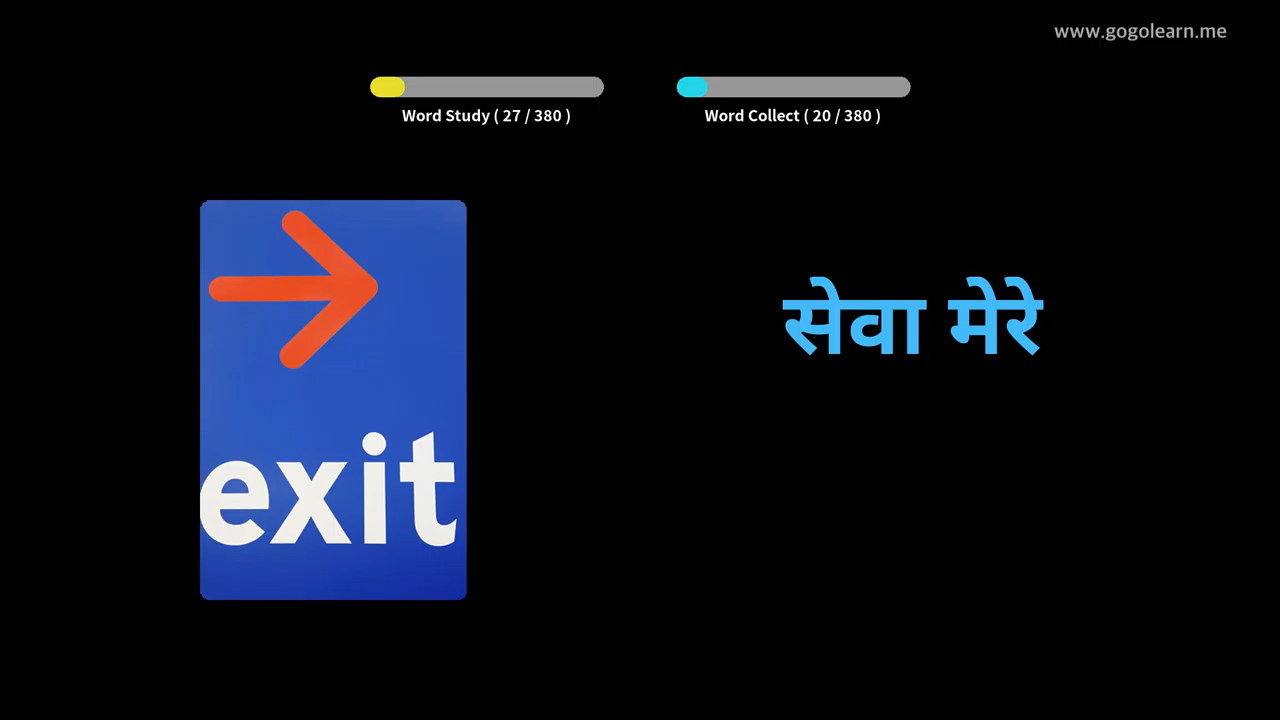 www.gogolearn.me
Word Study ( 27 / 380 )
Word Collect ( 20 / 380 )
exit
सेवा मेरे